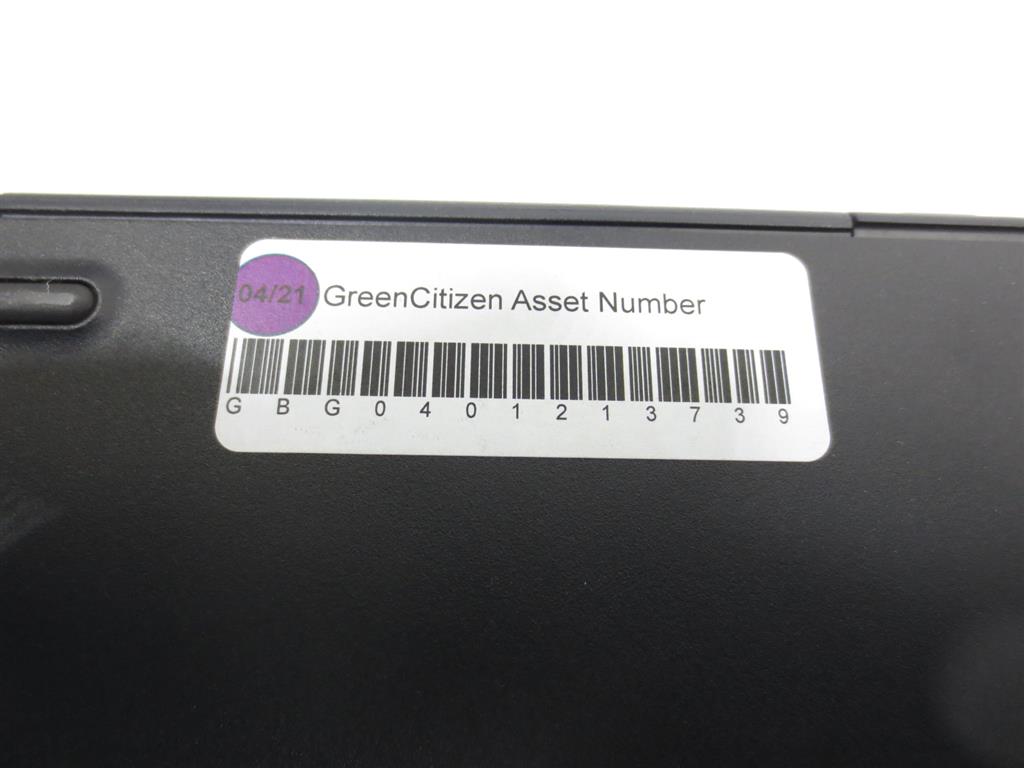 04/21 GreenCitizen Asset Number
G B G 0 4 0 1 2 1 3 7 3 9